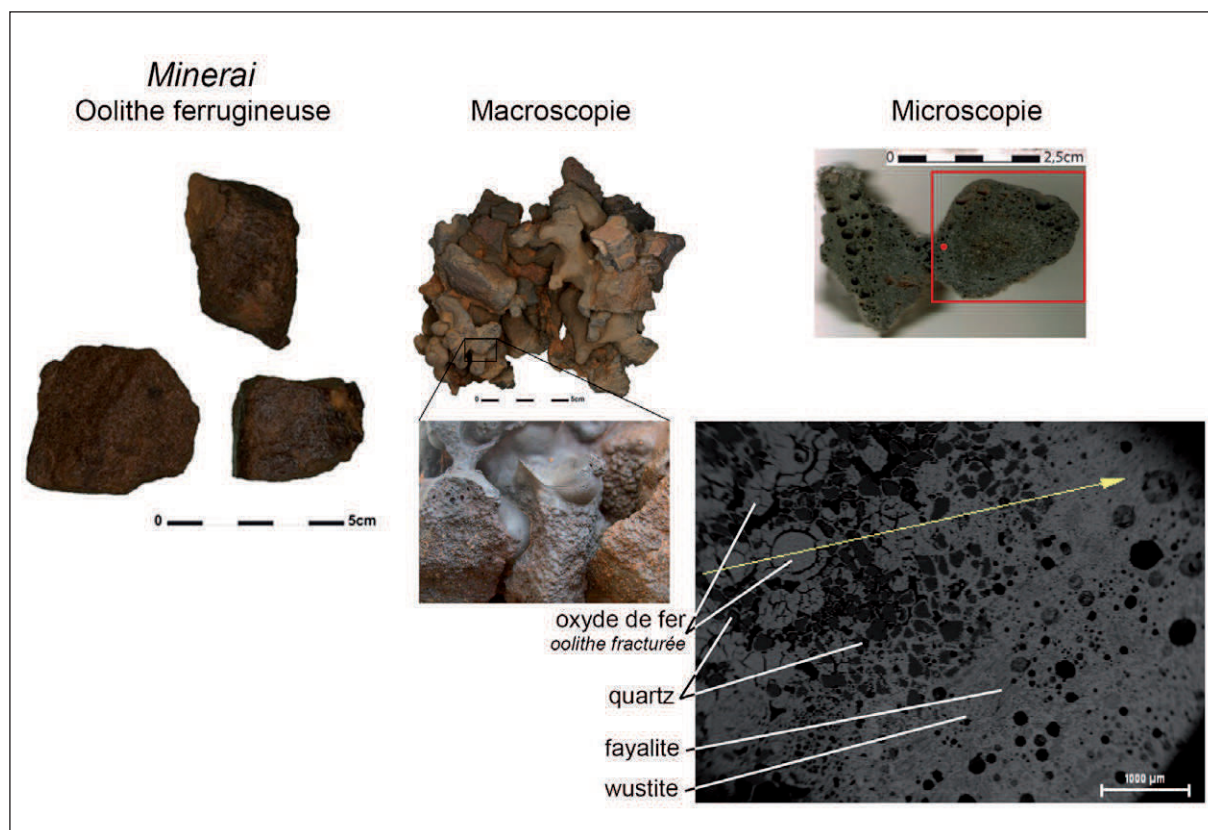 Minerai
Oolithe ferrugineuse
0 5cm
Macroscopie
0 5cm
Microscopie
0 2,5cm
oxyde de fer
oolithe fracturée
quartz
fayalite
wustite
1000 µm